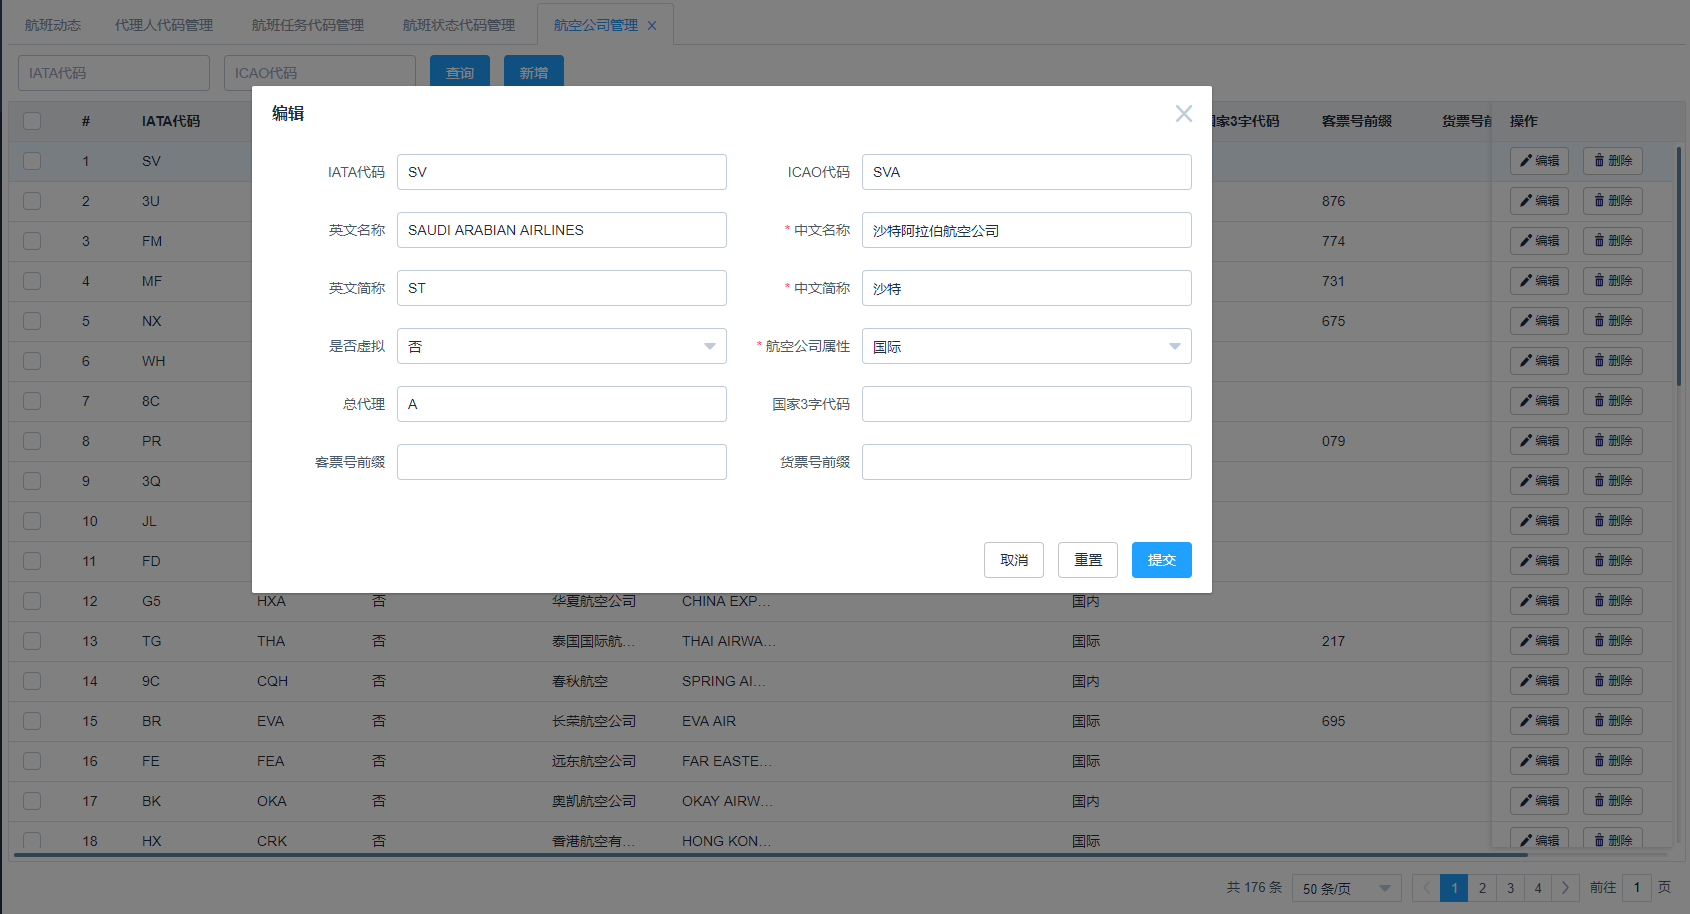 航班动态 代理人代码管理 航班任务代码管理 航班状态代码管理 航空公司管理
IATA代码 ICAO代码 查询 新增
# IATA代码 国家3字代码 客票号前缀 货票号前 操作
编辑
IATA代码 SV ICAO代码 SVA
英文名称 SAUDI ARABIAN AIRLINES * 中文名称 沙特阿拉伯航空公司
英文简称 ST * 中文简称 沙特
是否虚拟 否 * 航空公司属性 国际
总代理 A 国家3字代码
客票号前缀 货票号前缀
取消 重置 提交
1 SV 编辑 删除
2 3U 876 编辑 删除
3 FM 774 编辑 删除
4 MF 731 编辑 删除
5 NX 675 编辑 删除
6 WH 编辑 删除
7 8C 编辑 删除
8 PR 079 编辑 删除
9 3Q 编辑 删除
10 JL 编辑 删除
11 FD 编辑 删除
12 G5 HXA 否 华夏航空公司 CHINA EXP... 国内 编辑 删除
13 TG THA 否 泰国国际航... THAI AIRWA... 国际 217 编辑 删除
14 9C CQH 否 春秋航空 SPRING AI... 国内 编辑 删除
15 BR EVA 否 长荣航空公司 EVA AIR 国际 695 编辑 删除
16 FE FEA 否 远东航空公司 FAR EASTE... 国际 编辑 删除
17 BK OKA 否 奥凯航空公司 OKAY AIRW... 国内 编辑 删除
18 HX CRK 否 香港航空有... HONG KON... 国际 编辑 删除
共 176 条 50 条/页 1 2 3 4 前往 1 页